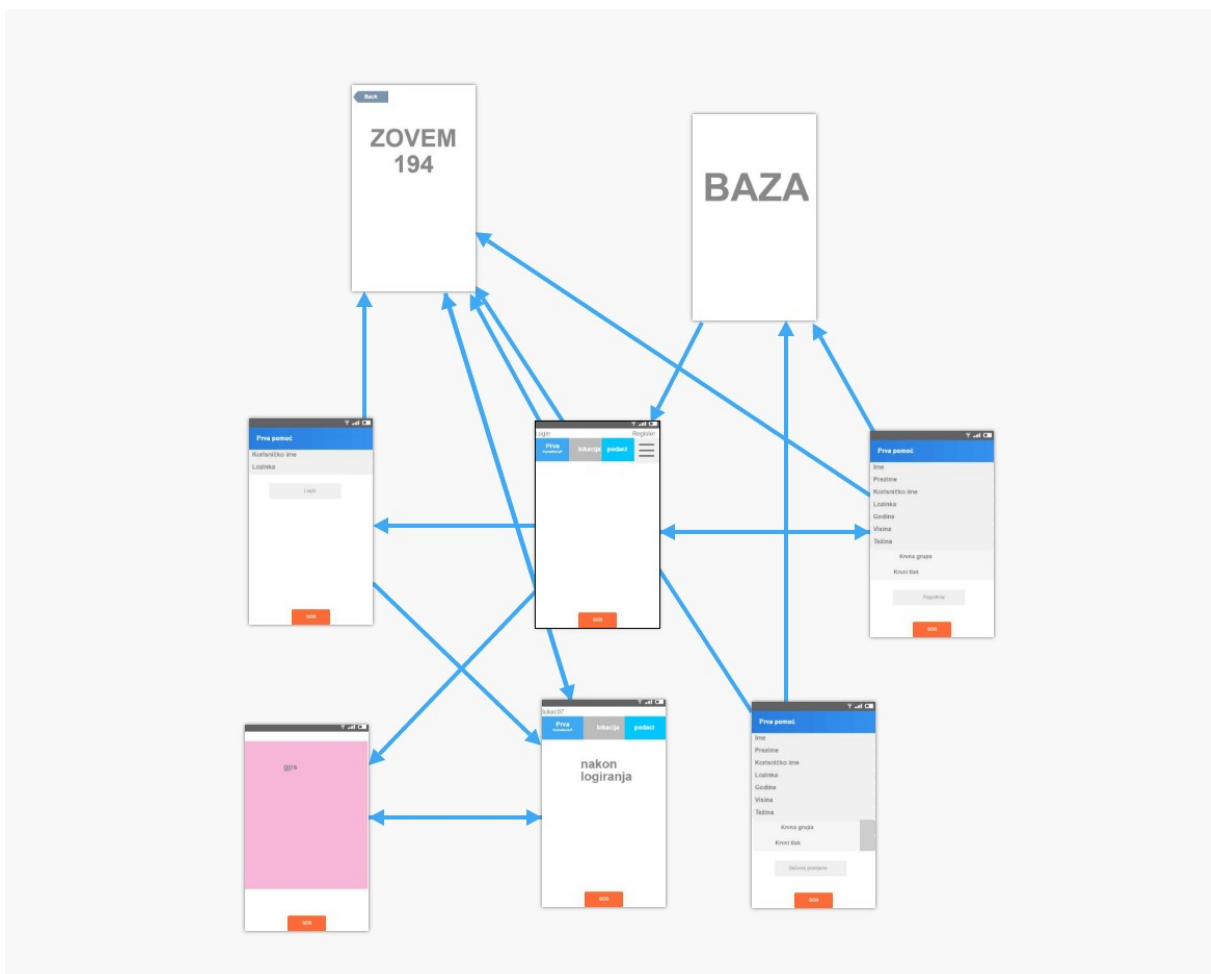 Back
ZOVEM
194
BAZA
Prva pomoć
Korisničko ime
Lozinka
Login
SOS
Login
Register
Prva
lokacija
podaci
SOS
Prva pomoć
Ime
Prezime
Korisničko ime
Lozinka
Godine
Visina
Težina
Krvna grupa
Krvni tlak
SOS
gps
SOS
Prva
lokacija
podaci
nakon
logiranja
SOS
Prva pomoć
Ime
Prezime
Korisničko ime
Lozinka
Godine
Visina
Težina
Krvna grupa
Krvni tlak
SOS